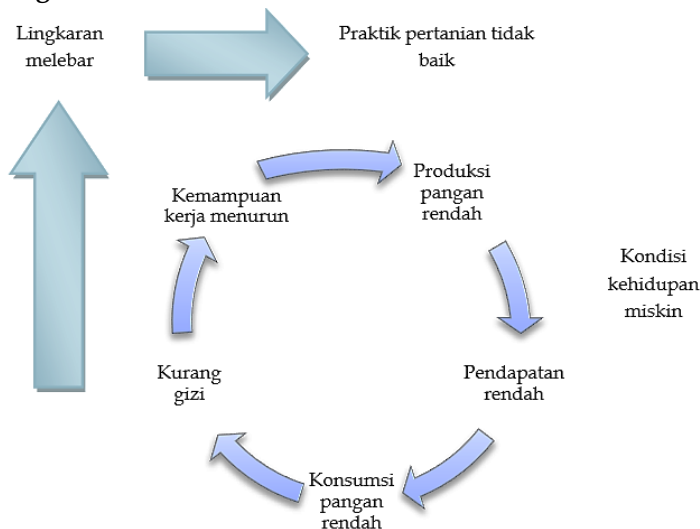 Lingkaran
melebar
Praktik pertanian tidak
baik
Kemampuan
kerja menurun
Produksi
pangan
rendah
Kondisi
kehidupan
miskin
Kurang
gizi
Pendapatan
rendah
Konsumsi
pangan
rendah